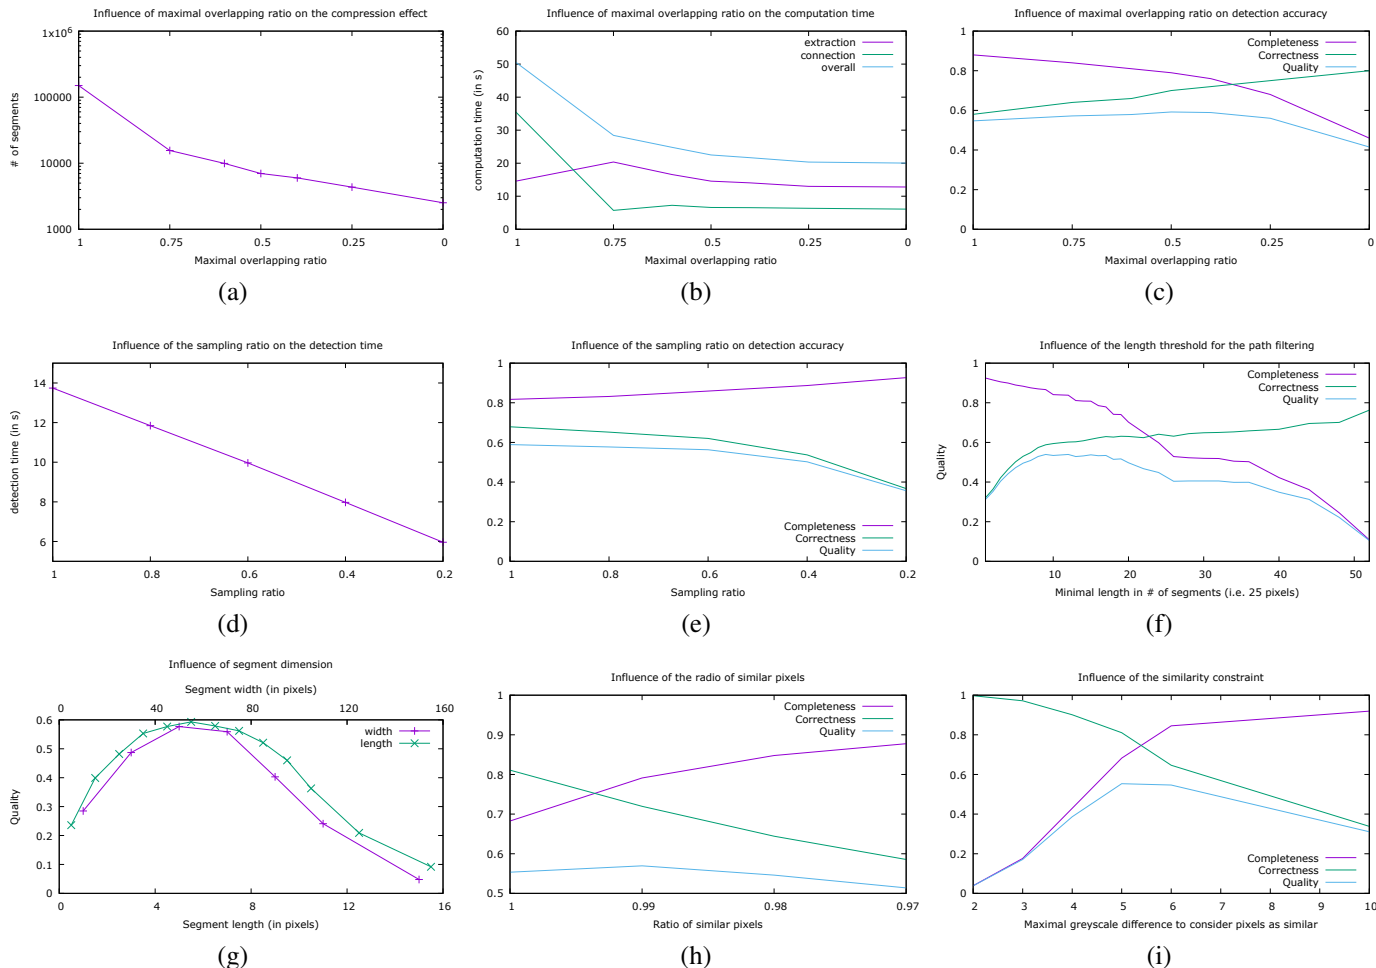 Influence of maximal overlapping ratio on the compression effect
1x10^6
100000
10000
1000
# of segments
1
0.75
0.5
0.25
0
Maximal overlapping ratio
(a)
Influence of maximal overlapping ratio on the computation time
60
50
40
30
20
10
0
computation time (in s)
extraction
connection
overall
1
0.75
0.5
0.25
0
Maximal overlapping ratio
(b)
Influence of maximal overlapping ratio on detection accuracy
1
0.8
0.6
0.4
0.2
0
Completeness
Correctness
Quality
1
0.75
0.5
0.25
0
Maximal overlapping ratio
(c)
Influence of the sampling ratio on the detection time
14
12
10
8
6
detection time (in s)
1
0.8
0.6
0.4
0.2
Sampling ratio
(d)
Influence of the sampling ratio on detection accuracy
1
0.8
0.6
0.4
0.2
0
Completeness
Correctness
Quality
1
0.8
0.6
0.4
0.2
Sampling ratio
(e)
Influence of the length threshold for the path filtering
1
0.8
0.6
0.4
0.2
0
Quality
Completeness
Correctness
Quality
10
20
30
40
50
Minimal length in # of segments (i.e. 25 pixels)
(f)
Influence of segment dimension
Segment width (in pixels)
0
40
80
120
160
0.6
0.5
0.4
0.3
0.2
0.1
0
Quality
width
length
0
4
8
12
16
Segment length (in pixels)
(g)
Influence of the radio of similar pixels
1
0.9
0.8
0.7
0.6
0.5
Completeness
Correctness
Quality
1
0.99
0.98
0.97
Ratio of similar pixels
(h)
Influence of the similarity constraint
1
0.8
0.6
0.4
0.2
0
Completeness
Correctness
Quality
2
3
4
5
6
7
8
9
10
Maximal greyscale difference to consider pixels as similar
(i)